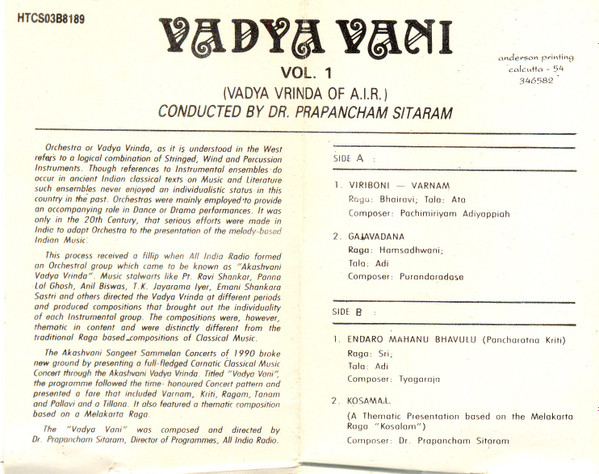 HTCS03B8189
VADYA VANI
VOL. 1
(VADYA VRINDA OF A.I.R.)
CONDUCTED BY DR. PRAPANCHAM SITARAM
anderson printing
calcutta - 54
346582
Orchestra or Vadya Vrinda, as it is understood in the West
refers to a logical combination of Stringed, Wind and Percussion
Instruments. Though references to Instrumental ensembles do
occur in ancient Indian classical texts on Music and Literature
such ensembles never enjoyed an individualistic status in this
country in the past. Orchestras were mainly employed to provide
an accompanying role in Dance or Drama performances. It was
only in the 20th Century, that serious efforts were made in
India to adapt Orchestra to the presentation of the melody-based
Indian Music.
This process received a fillip when All India Radio formed
an Orchestral group which came to be known as "Akashvani
Vadya Vrinda". Music stalwarts like Pt. Ravi Shankar, Panna
Lal Ghosh, Anil Biswas, T.K. Jayarama Iyer, Emani Shankara
Sastri and others directed the Vadya Vrinda at different periods
and produced compositions that brought out the individuality
of each Instrumental group. The compositions were, however,
thematic in content and were distinctly different from the
traditional Raga based compositions of Classical Music.
The Akashvani Sangeet Sammelan Concerts of 1990 broke
new ground by presenting a full-fledged Carnatic Classical Music
Concert through the Akashvani Vadya Vrinda. Titled "Vadya Vani",
the programme followed the time- honoured Concert pattern and
presented a fare that included Varnam, Kriti, Ragam, Tanam
and Pallavi and a Tillana. It also featured a thematic composition
based on a Melakarta Raga.
The "Vadya Vani" was composed and directed by
Dr. Prapancham Sitaram, Director of Programmes, All India Radio.
SIDE A :
1. VIRIBONI — VARNAM
Raga: Bhairavi; Tala: Ata
Composer: Pachimiriyam Adiyappiah
2. GAJAVADANA
Raga: Hamsadhwani;
Tala: Adi
Composer: Purandaradasa
SIDE B :
1. ENDARO MAHANU BHAVULU (Pancharatna Kriti)
Raga: Sri;
Tala: Adi
Composer: Tyagaraja
2. KOSAMAL
(A Thematic Presentation based on the Melakarta
Raga "Kosalam")
Composer: Dr. Prapancham Sitaram